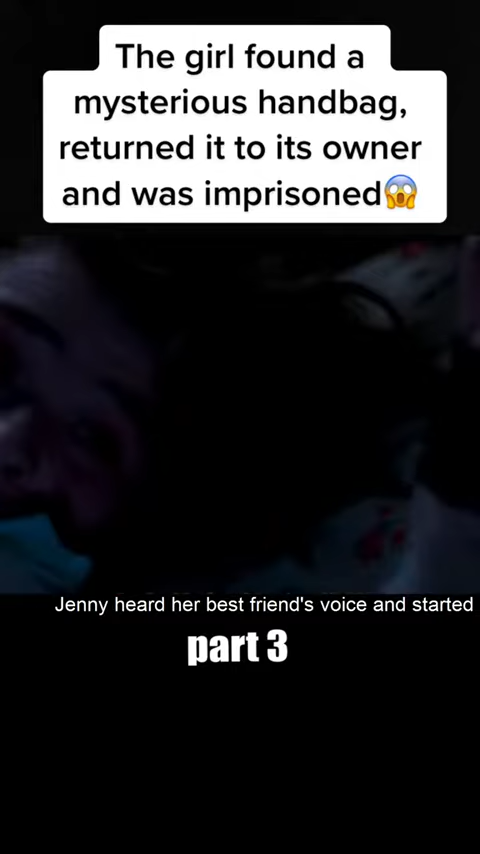 The girl found a
mysterious handbag,
returned it to its owner
and was imprisoned😱
Jenny heard her best friend's voice and started
part 3